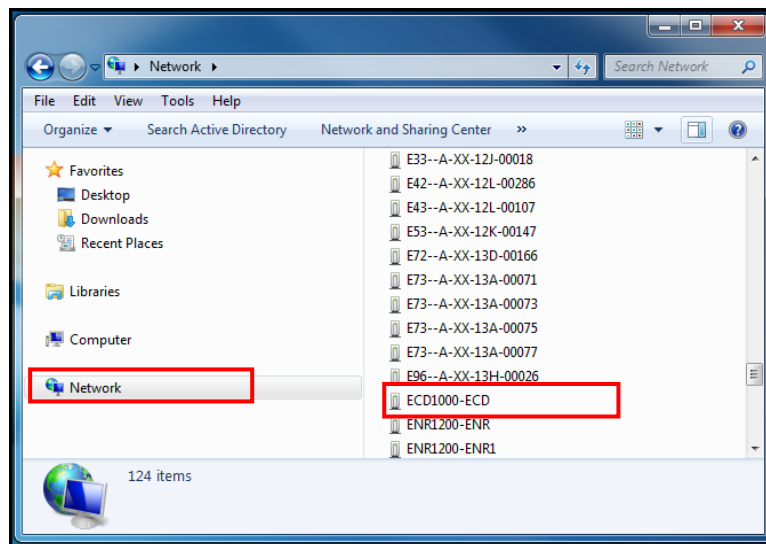 Network
Search Network
File Edit View Tools Help
Organize Search Active Directory Network and Sharing Center »
Favorites
Desktop
Downloads
Recent Places
Libraries
Computer
Network
E33--A-XX-12J-00018
E42--A-XX-12L-00286
E43--A-XX-12L-00107
E53--A-XX-12K-00147
E72--A-XX-13D-00166
E73--A-XX-13A-00071
E73--A-XX-13A-00073
E73--A-XX-13A-00075
E73--A-XX-13A-00077
E96--A-XX-13H-00026
ECD1000-ECD
ENR1200-ENR
ENR1200-ENR1
124 items